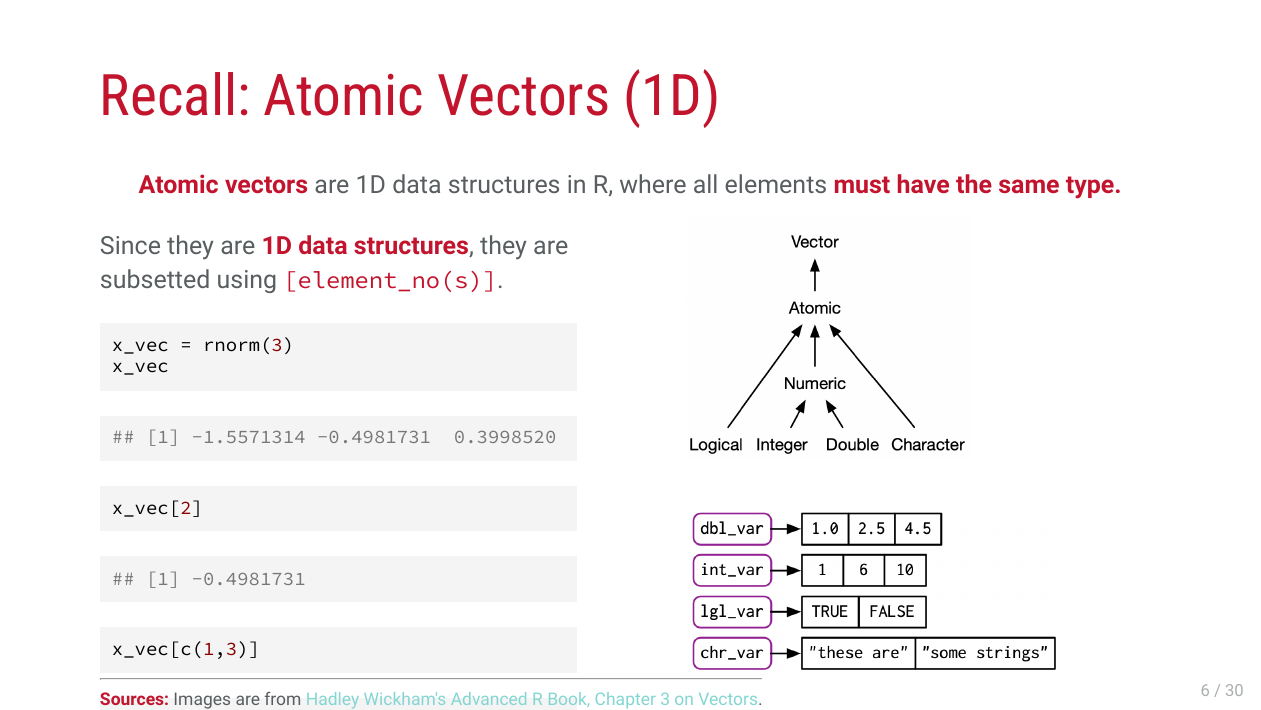 Recall: Atomic Vectors (1D)
Atomic vectors are 1D data structures in R, where all elements must have the same type.
Since they are 1D data structures, they are
subsetted using [element_no(s)].
x_vec = rnorm(3)
x_vec
## [1] -1.5571314 -0.4981731  0.3998520
x_vec[2]
## [1] -0.4981731
x_vec[c(1,3)]
Vector
Atomic
Numeric
Logical Integer Double Character
dbl_var 1.0 2.5 4.5
int_var 1 6 10
lgl_var TRUE FALSE
chr_var "these are" "some strings"
Sources: Images are from Hadley Wickham's Advanced R Book, Chapter 3 on Vectors.
6 / 30